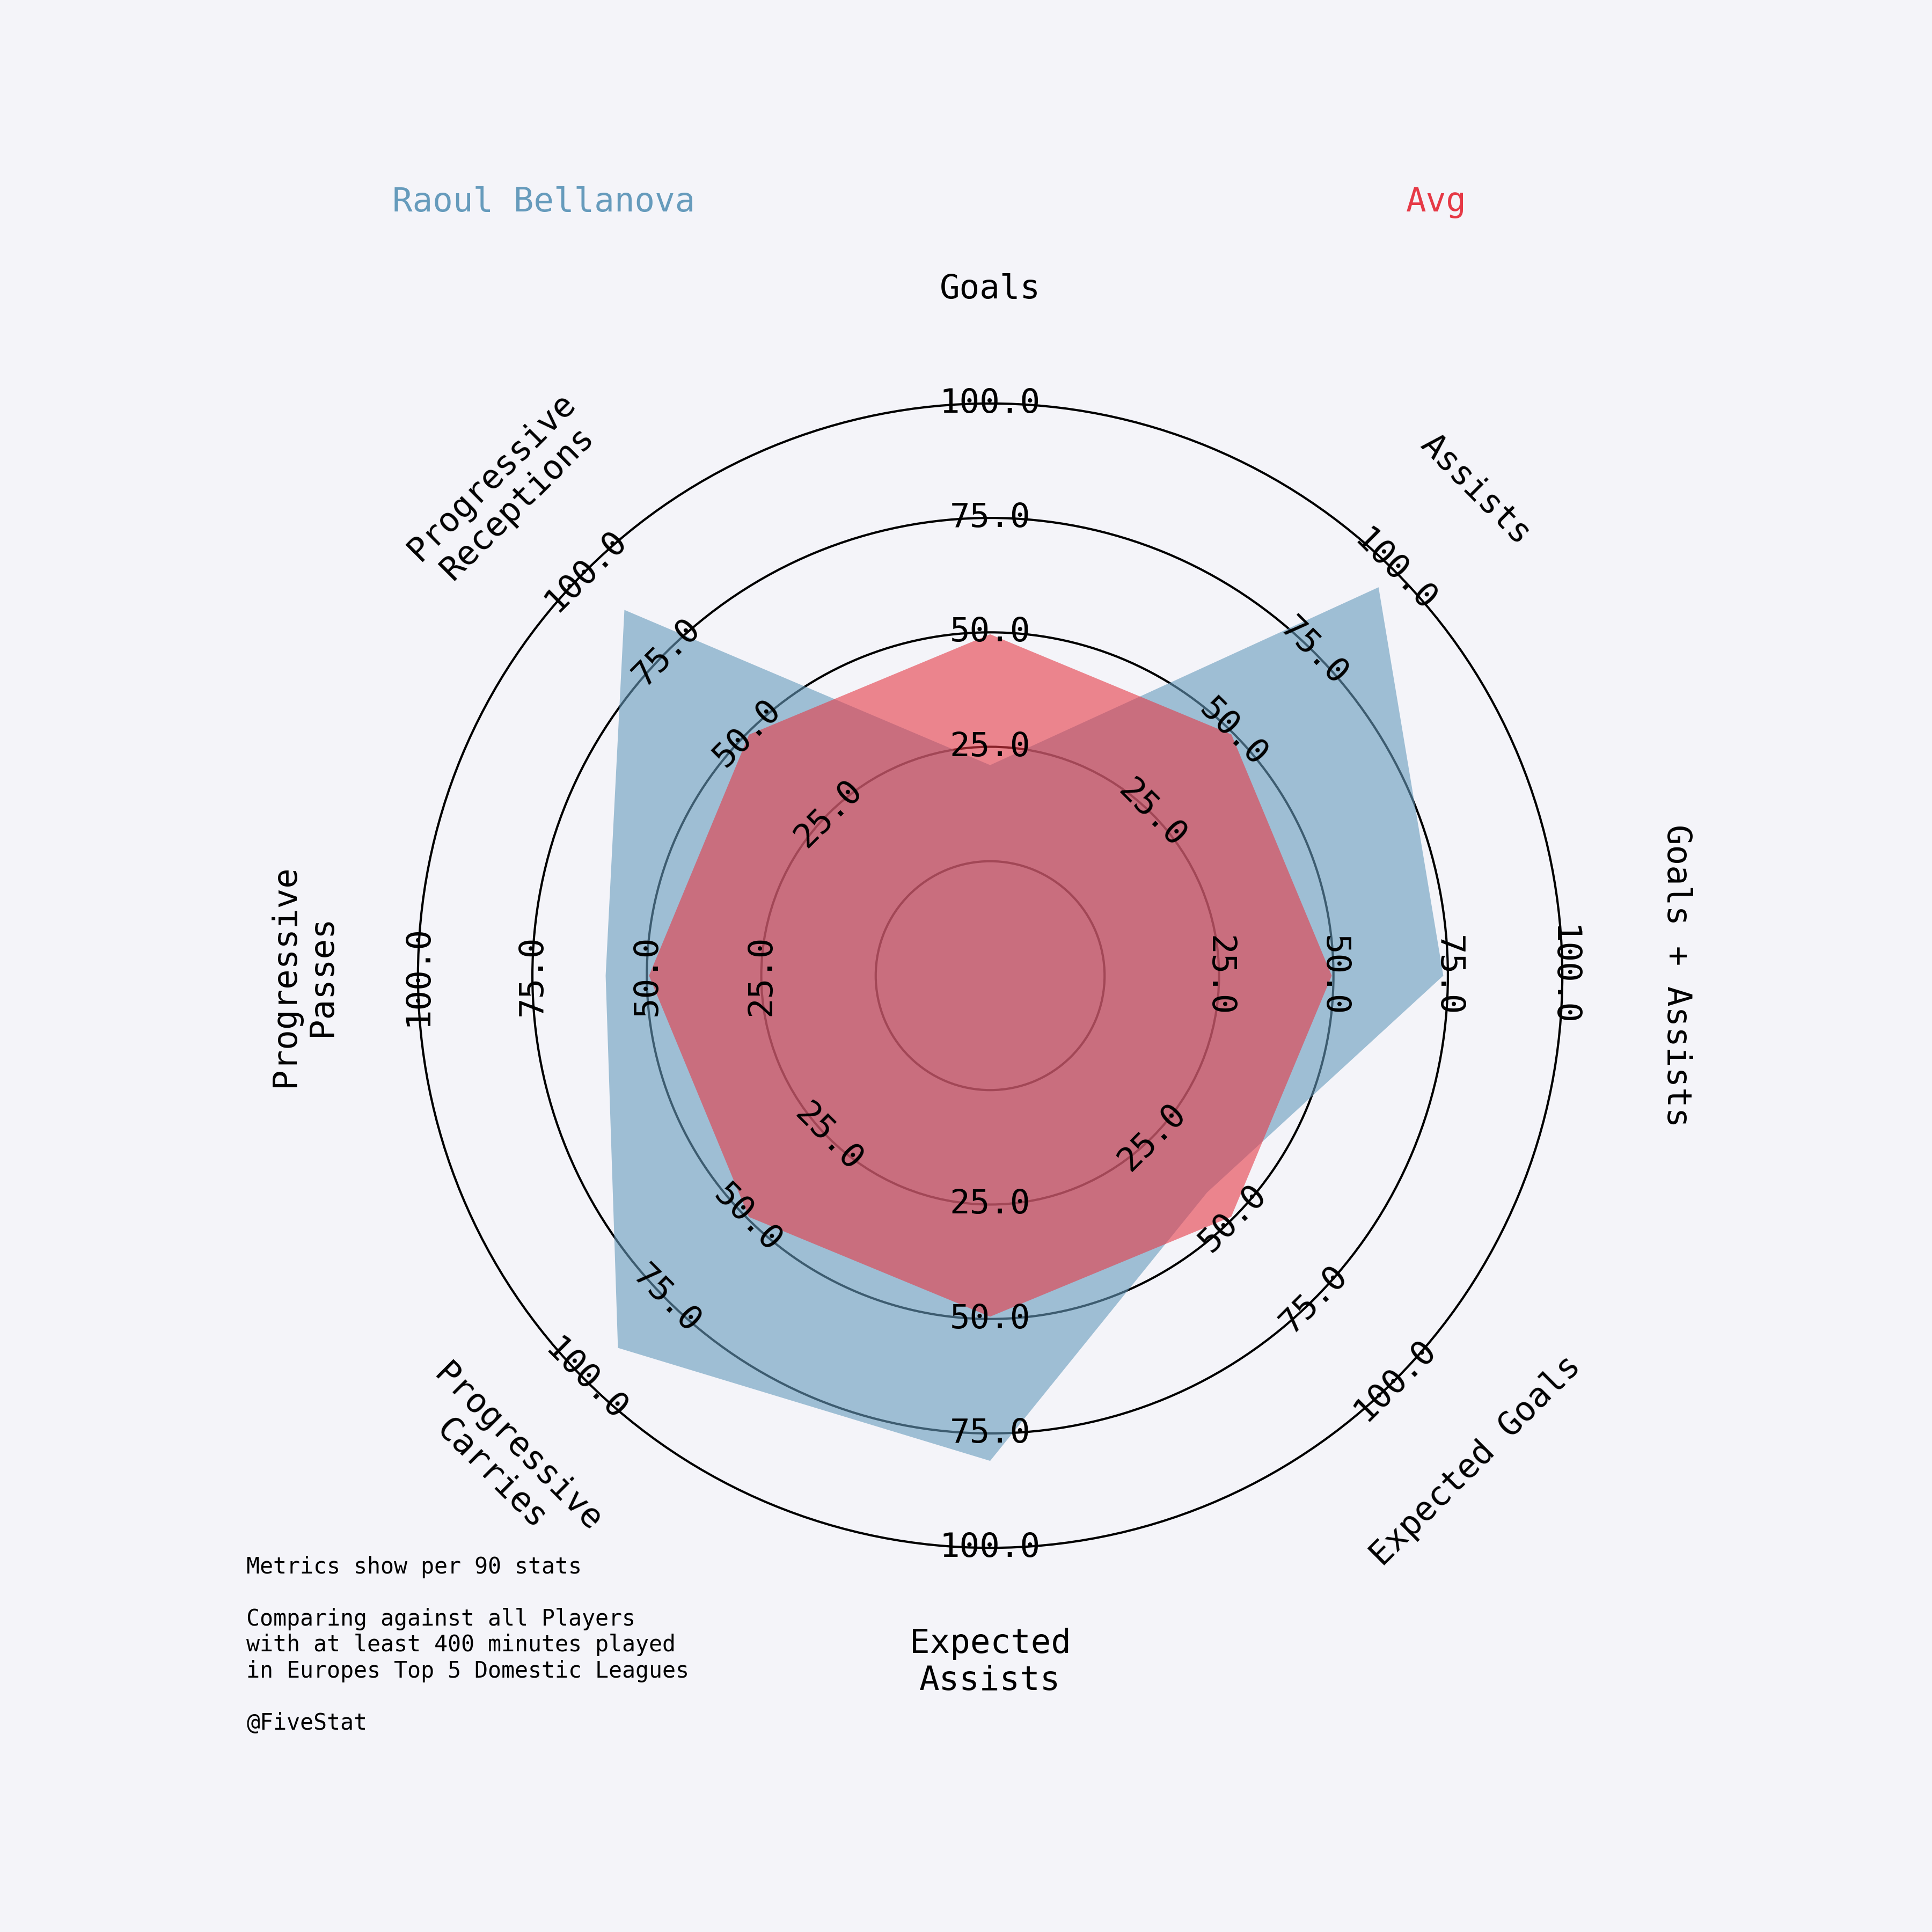 Raoul Bellanova
Avg
Goals
Assists
Goals + Assists
Expected Goals
Expected
Assists
Progressive
Carries
Progressive
Passes
Progressive
Receptions
100.0
75.0
50.0
25.0
100.0
75.0
50.0
25.0
100.0
75.0
50.0
25.0
100.0
75.0
50.0
25.0
100.0
75.0
50.0
25.0
100.0
75.0
50.0
25.0
100.0
75.0
50.0
25.0
100.0
75.0
50.0
25.0
Metrics show per 90 stats
Comparing against all Players
with at least 400 minutes played
in Europes Top 5 Domestic Leagues
@FiveStat